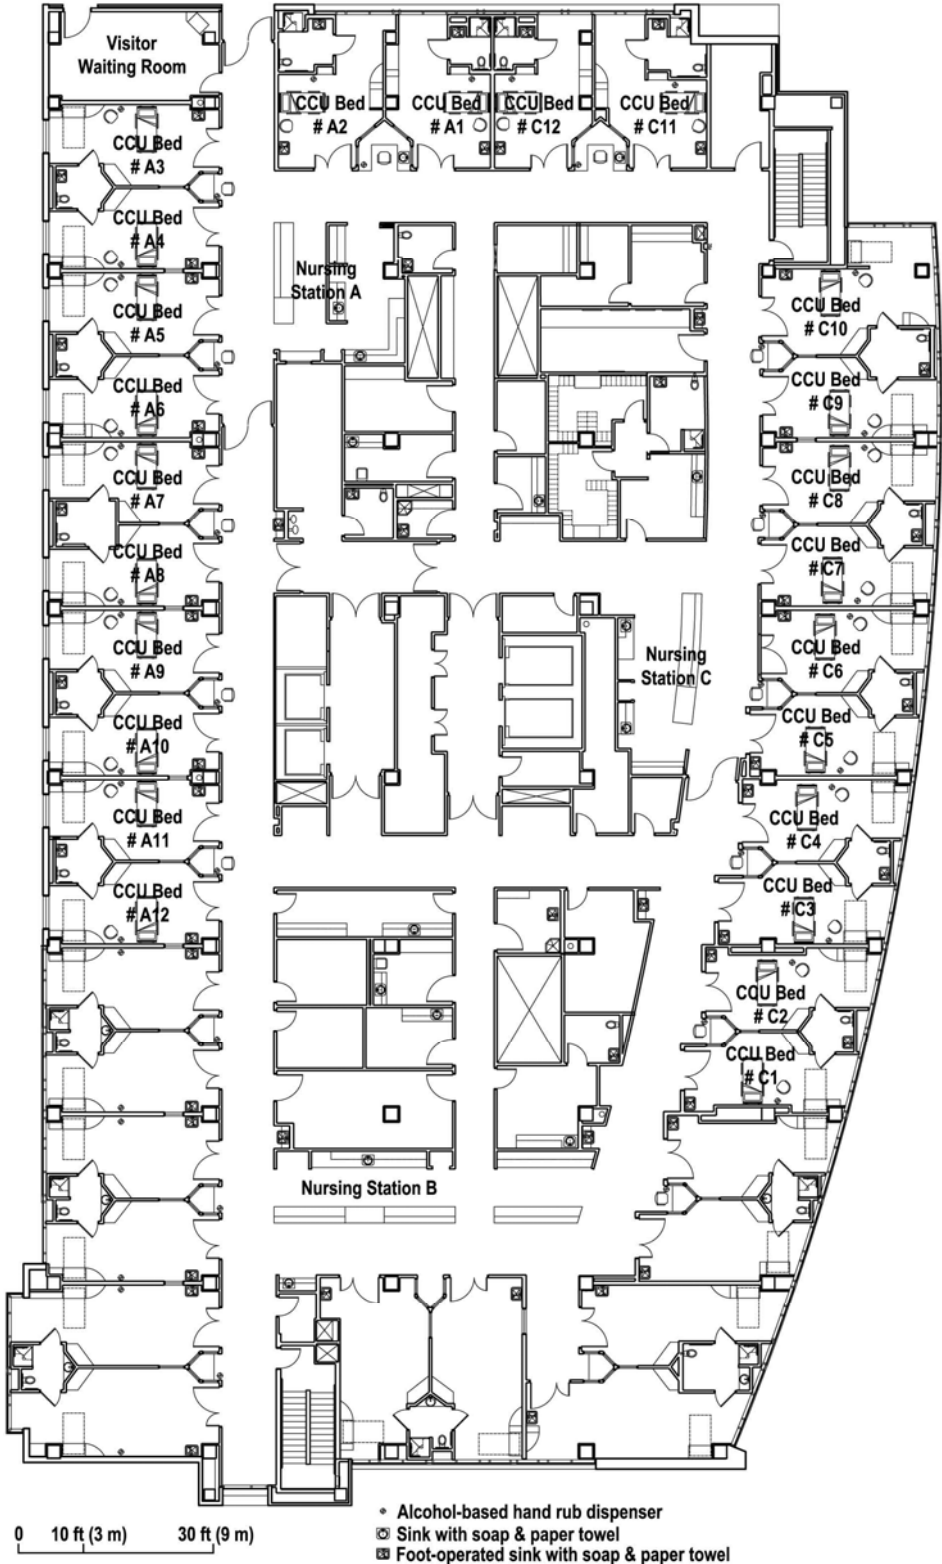 Visitor
Waiting Room
CCU Bed
# A2
CCU Bed
# A1
CCU Bed
# C12
CCU Bed
# C11
CCU Bed
# A3
CCU Bed
# A4
Nursing
Station A
CCU Bed
# C10
CCU Bed
# A5
CCU Bed
# A6
CCU Bed
# C9
CCU Bed
# A7
CCU Bed
# C8
CCU Bed
# A8
CCU Bed
# C7
CCU Bed
# A9
Nursing
Station C
CCU Bed
# C6
CCU Bed
# A10
CCU Bed
# C5
CCU Bed
# A11
CCU Bed
# C4
CCU Bed
# A12
CCU Bed
# C3
CCU Bed
# C2
CCU Bed
# C1
Nursing Station B
Alcohol-based hand rub dispenser
0 10 ft (3 m) 30 ft (9 m)
Sink with soap & paper towel
Foot-operated sink with soap & paper towel